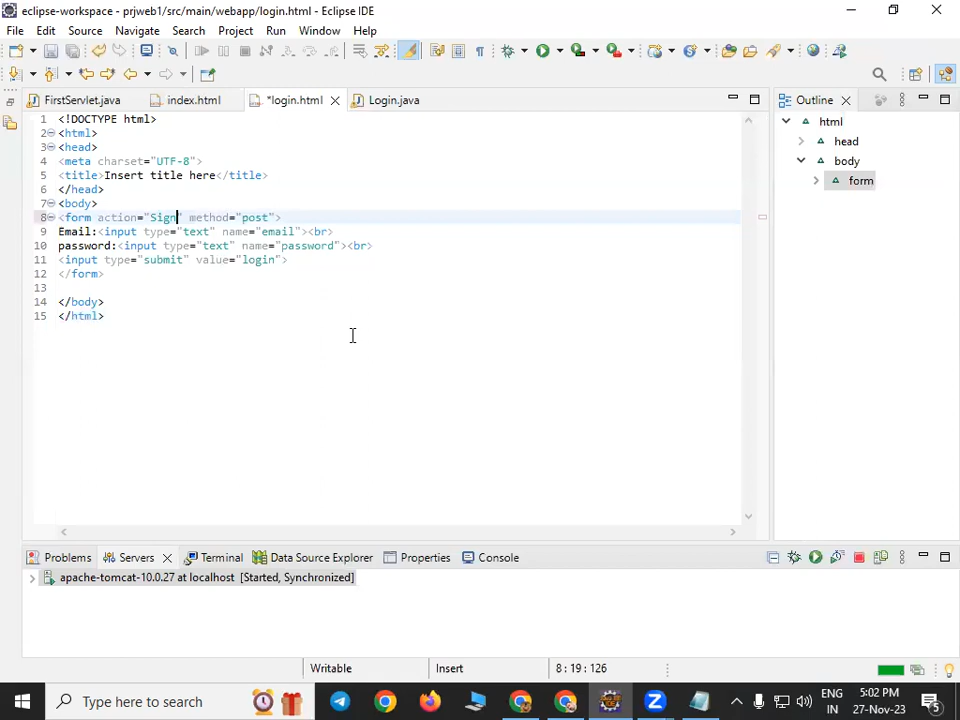 eclipse-workspace - prjweb1/src/main/webapp/login.html - Eclipse IDE
File Edit Source Navigate Search Project Run Window Help
FirstServlet.java index.html *login.html Login.java
1 <!DOCTYPE html>
2 <html>
3 <head>
4 <meta charset="UTF-8">
5 <title>Insert title here</title>
6 </head>
7 <body>
8 <form action="Sign" method="post">
9 Email:<input type="text" name="email"><br>
10 password:<input type="text" name="password"><br>
11 <input type="submit" value="login">
12 </form>
13
14 </body>
15 </html>
Outline
html
head
body
form
Problems Servers Terminal Data Source Explorer Properties Console
apache-tomcat-10.0.27 at localhost [Started, Synchronized]
Writable Insert 8 : 19 : 126
Type here to search
ENG
IN
5:02 PM
27-Nov-23
5